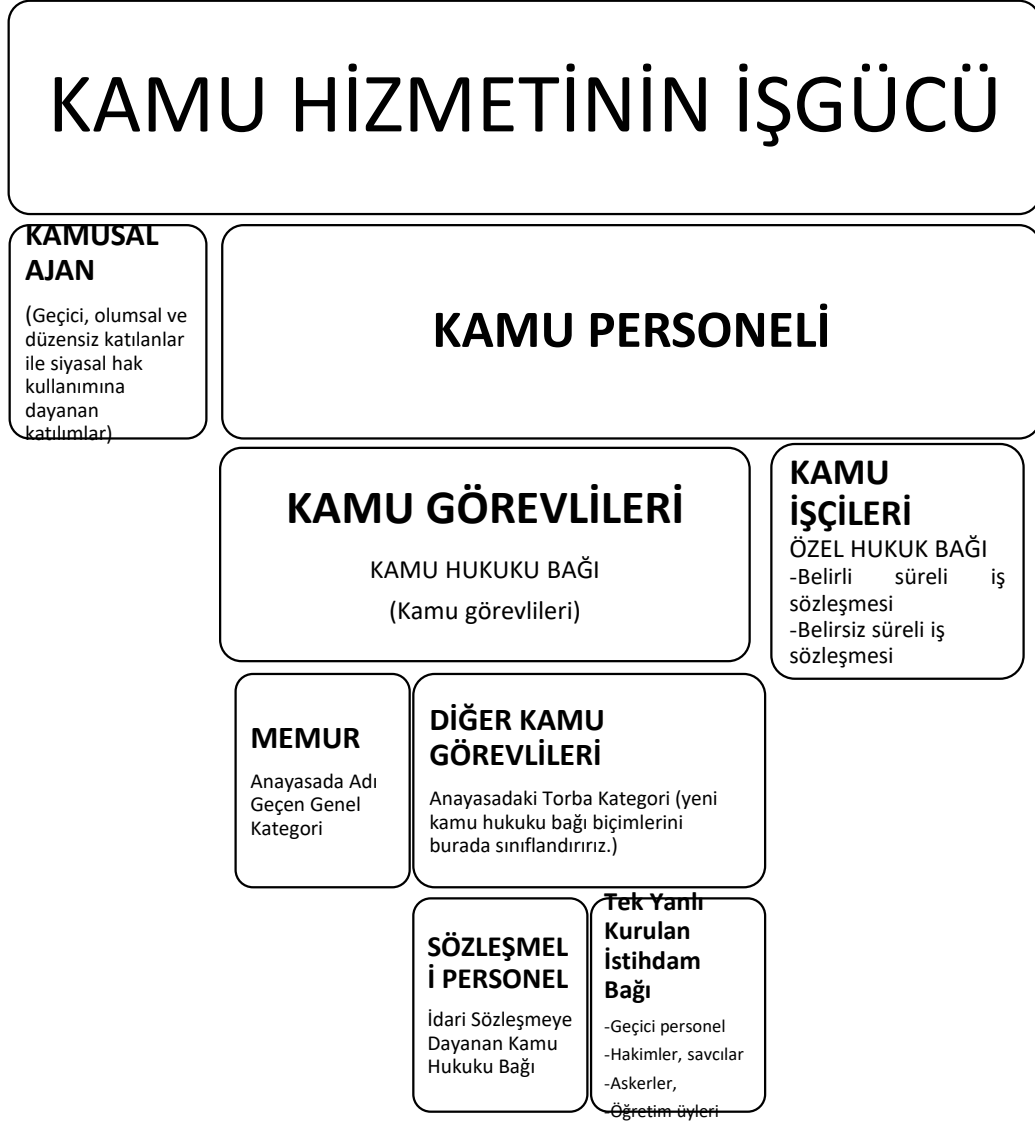 KAMU HİZMETİNİN İŞGÜCÜ
KAMUSAL
AJAN
(Geçici, olumsal ve
düzensiz katılanlar
ile siyasal hak
kullanımına
dayanan
katılımlar)
KAMU PERSONELİ
KAMU GÖREVLİLERİ
KAMU HUKUKU BAĞI
(Kamu görevlileri)
KAMU
İŞÇİLERİ
ÖZEL HUKUK BAĞI
-Belirli süreli iş
sözleşmesi
-Belirsiz süreli iş
sözleşmesi
MEMUR
Anayasada Adı
Geçen Genel
Kategori
DİĞER KAMU
GÖREVLİLERİ
Anayasadaki Torba Kategori (yeni
kamu hukuku bağı biçimlerini
burada sınıflandırırız.)
SÖZLEŞMEL
İ PERSONEL
İdari Sözleşmeye
Dayanan Kamu
Hukuku Bağı
Tek Yanlı
Kurulan
İstihdam
Bağı
-Geçici personel
-Hakimler, savcılar
-Askerler,
-Öğretim üyleri